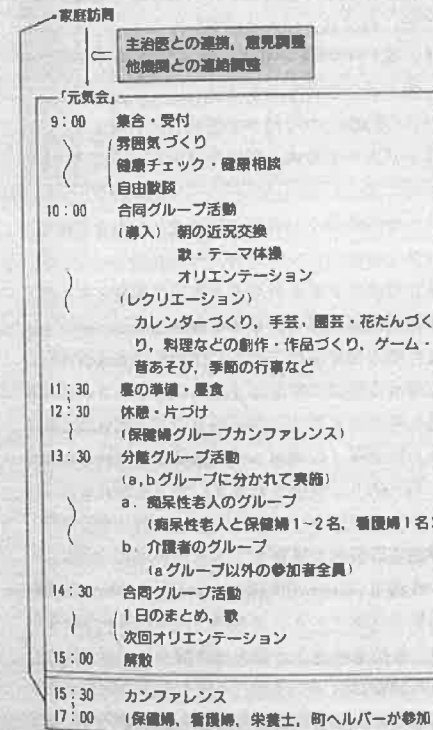 家庭訪問
主治医との連携，意見調整
他機関との連絡調整
「元気会」
9：00 集合・受付
雰囲気づくり
健康チェック・健康相談
自由歓談
10：00 合同グループ活動
（導入） 朝の近況交換
歌・テーマ体操
オリエンテーション
（レクリエーション）
カレンダーづくり，手芸，園芸・花だんづく
り，料理などの創作・作品づくり，ゲーム・
昔あそび，季節の行事など
11：30 昼の準備・昼食
12：30 休憩・片づけ
（保健婦グループカンファレンス）
13：30 分離グループ活動
（a，bグループに分かれて実施）
a．痴呆性老人のグループ
（痴呆性老人と保健婦1～2名，看護婦1名
b．介護者のグループ
（aグループ以外の参加者全員）
14：30 合同グループ活動
1日のまとめ，歌
次回オリエンテーション
15：00 解散
15：30 カンファレンス
17：00 （保健婦，看護婦，栄養士，町ヘルパーが参加